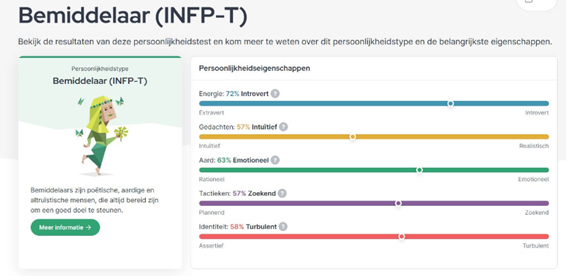 Bemiddelaar (INFP-T)
Bekijk de resultaten van deze persoonlijkheidstest en kom meer te weten over dit persoonlijkheidstype en de belangrijkste eigenschappen.
Persoonlijkheidstype
Bemiddelaar (INFP-T)
Bemiddelaars zijn poëtische, aardige en
altruïstische mensen, die altijd bereid zijn
om een goed doel te steunen.
Meer informatie →
Persoonlijkheidseigenschappen
Energie: 72% Introvert ?
Extravert Introvert
Gedachten: 57% Intuïtief ?
Intuïtief Realistisch
Aard: 63% Emotioneel ?
Rationeel Emotioneel
Tactieken: 57% Zoekend ?
Plannend Zoekend
Identiteit: 58% Turbulent ?
Assertief Turbulent